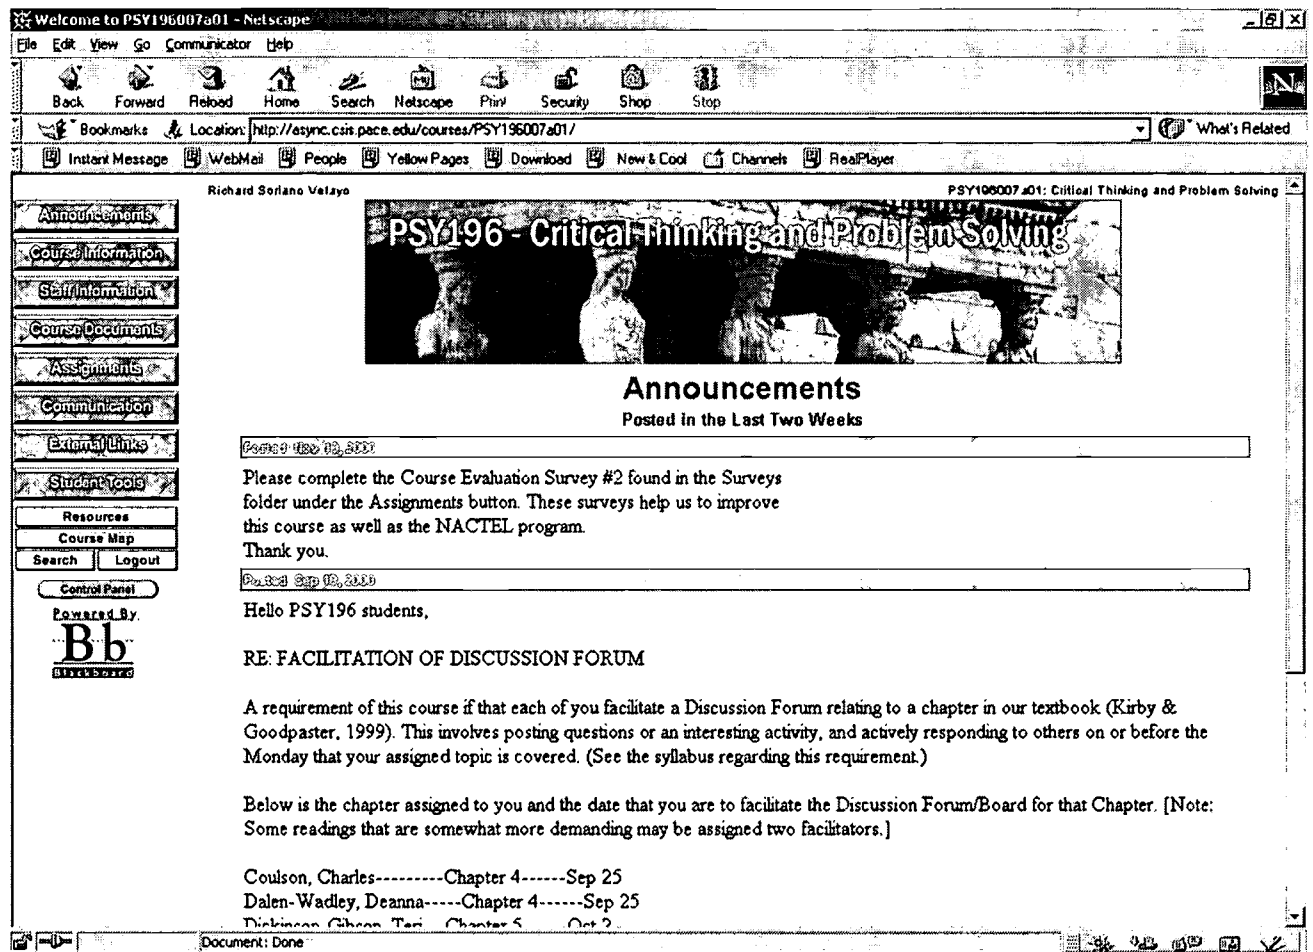 Welcome to PSY196007a01 - Netscape
File Edit View Go Communicator Help
Back Forward Reload Home Search Netscape Print Security Shop Stop
Bookmarks Location: http://async.csis.pace.edu/courses/PSY196007a01/ What's Related
Instant Message WebMail People Yellow Pages Download New & Cool Channels RealPlayer
Richard Soriano Velayo PSY196007a01: Critical Thinking and Problem Solving
Announcements
Course Information
Staff Information
Course Documents
Assignments
Communication
External Links
Student Tools
Resources
Course Map
Search Logout
Control Panel
Powered By
Bb
Blackboard
PSY196 - Critical Thinking and Problem Solving
Announcements
Posted in the Last Two Weeks
Posted 2000
Please complete the Course Evaluation Survey #2 found in the Surveys
folder under the Assignments button. These surveys help us to improve
this course as well as the NACTEL program.
Thank you.
Posted Sep 2000
Hello PSY196 students,
RE: FACILITATION OF DISCUSSION FORUM
A requirement of this course if that each of you facilitate a Discussion Forum relating to a chapter in our textbook (Kirby &
Goodpaster, 1999). This involves posting questions or an interesting activity, and actively responding to others on or before the
Monday that your assigned topic is covered. (See the syllabus regarding this requirement.)
Below is the chapter assigned to you and the date that you are to facilitate the Discussion Forum/Board for that Chapter. [Note:
Some readings that are somewhat more demanding may be assigned two facilitators.]
Coulson, Charles---------Chapter 4------Sep 25
Dalen-Wadley, Deanna-----Chapter 4------Sep 25
Chapter 5 Oct 2
Document: Done